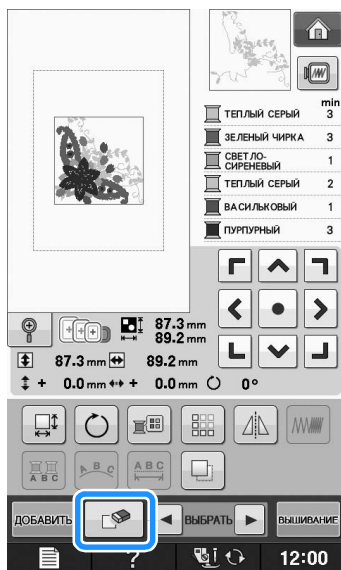 min
ТЕПЛЫЙ СЕРЫЙ 3
ЗЕЛЕНЫЙ ЧИРКА 3
СВЕТЛО-
СИРЕНЕВЫЙ 1
ТЕПЛЫЙ СЕРЫЙ 2
ВАСИЛЬКОВЫЙ 1
ПУРПУРНЫЙ 3
87.3 mm
89.2 mm
87.3 mm 89.2 mm
+ 0.0 mm + 0.0 mm 0°
A B C A B C A B C
ДОБАВИТЬ ВЫБРАТЬ ВЫШИВАНИЕ
? 12:00